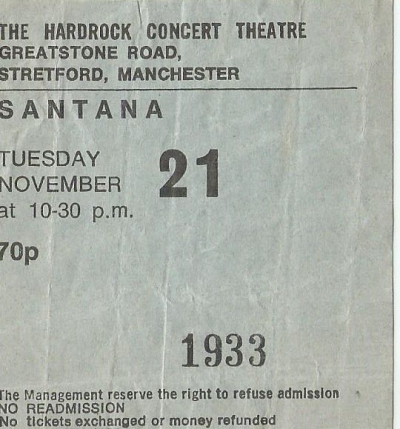 THE HARDROCK CONCERT THEATRE
GREATSTONE ROAD,
STRETFORD, MANCHESTER
SANTANA
TUESDAY
NOVEMBER 21
at 10-30 p.m.
70p
1933
The Management reserve the right to refuse admission
NO READMISSION
No tickets exchanged or money refunded